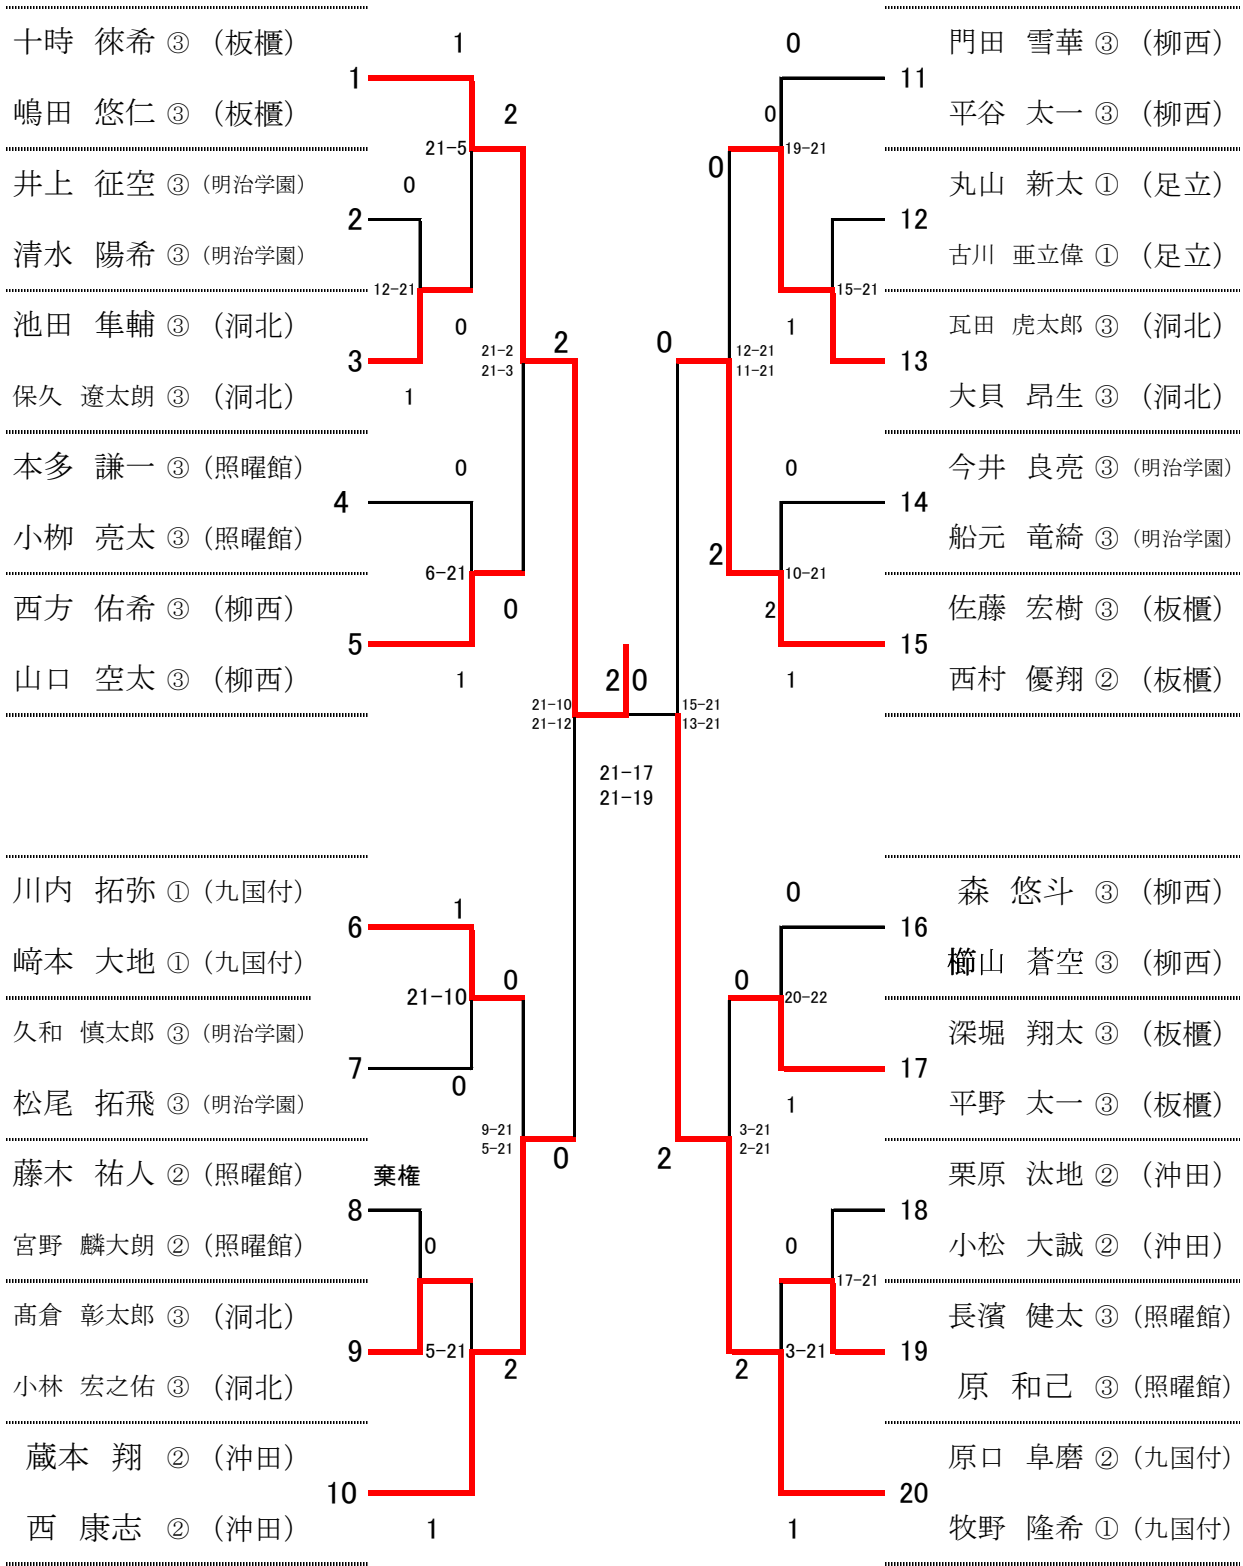 十時 徠希 ③ (板櫃)
1
1
嶋田 悠仁 ③ (板櫃)
2
21-5
井上 征空 ③ (明治学園)
0
2
清水 陽希 ③ (明治学園)
12-21
池田 隼輔 ③ (洞北)
0
3
保久 遼太朗 ③ (洞北)
1
21-2
21-3
2
本多 謙一 ③ (照曜館)
0
4
小栁 亮太 ③ (照曜館)
6-21
西方 佑希 ③ (柳西)
0
5
山口 空太 ③ (柳西)
1
21-10
21-12
2
0
21-17
21-19
川内 拓弥 ① (九国付)
1
6
﨑本 大地 ① (九国付)
0
21-10
久和 慎太郎 ③ (明治学園)
7
0
松尾 拓飛 ③ (明治学園)
9-21
5-21
0
藤木 祐人 ② (照曜館)
棄権
8
宮野 麟大朗 ② (照曜館)
0
髙倉 彰太郎 ③ (洞北)
9
5-21
2
小林 宏之佑 ③ (洞北)
蔵本 翔 ② (沖田)
10
西 康志 ② (沖田)
1
0
門田 雪華 ③ (柳西)
11
0
平谷 太一 ③ (柳西)
19-21
0
丸山 新太 ① (足立)
12
古川 亜立偉 ① (足立)
15-21
1
瓦田 虎太郎 ③ (洞北)
0
12-21
11-21
13
大貝 昂生 ③ (洞北)
0
今井 良亮 ③ (明治学園)
14
船元 竜綺 ③ (明治学園)
2
10-21
2
佐藤 宏樹 ③ (板櫃)
15
1
西村 優翔 ② (板櫃)
15-21
13-21
0
森 悠斗 ③ (柳西)
16
櫛山 蒼空 ③ (柳西)
0
20-22
深堀 翔太 ③ (板櫃)
17
1
平野 太一 ③ (板櫃)
3-21
2-21
2
栗原 汰地 ② (沖田)
18
0
小松 大誠 ② (沖田)
17-21
長濱 健太 ③ (照曜館)
3-21
19
2
原 和己 ③ (照曜館)
原口 阜磨 ② (九国付)
20
1
牧野 隆希 ① (九国付)